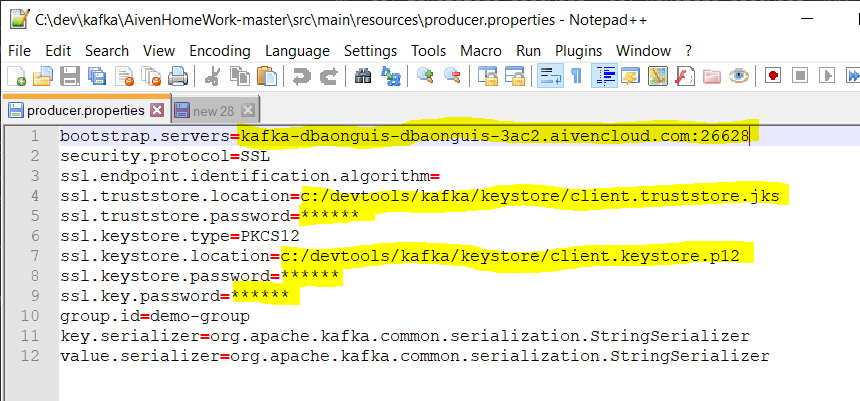 C:\dev\kafka\AivenHomeWork-master\src\main\resources\producer.properties - Notepad++
File Edit Search View Encoding Language Settings Tools Macro Run Plugins Window ?
producer.properties new 28
1 bootstrap.servers=kafka-dbaonguis-dbaonguis-3ac2.aivencloud.com:26628
2 security.protocol=SSL
3 ssl.endpoint.identification.algorithm=
4 ssl.truststore.location=c:/devtools/kafka/keystore/client.truststore.jks
5 ssl.truststore.password=******
6 ssl.keystore.type=PKCS12
7 ssl.keystore.location=c:/devtools/kafka/keystore/client.keystore.p12
8 ssl.keystore.password=******
9 ssl.key.password=******
10 group.id=demo-group
11 key.serializer=org.apache.kafka.common.serialization.StringSerializer
12 value.serializer=org.apache.kafka.common.serialization.StringSerializer